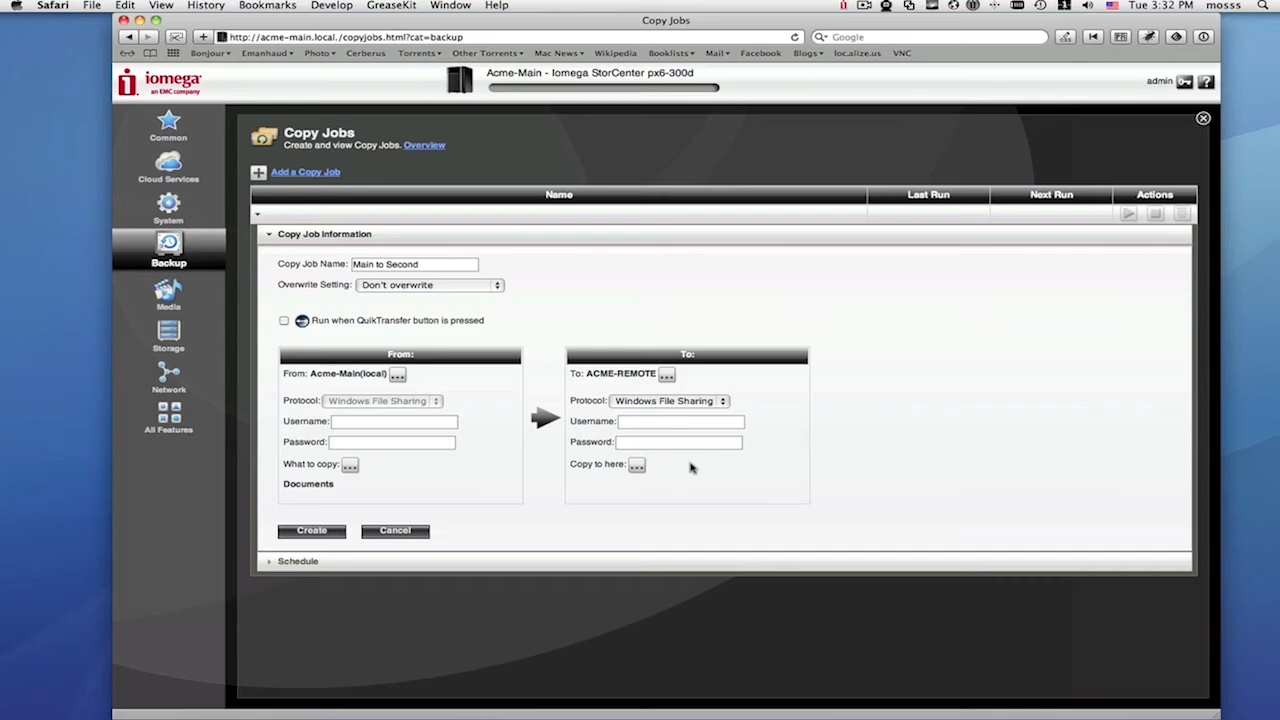 Safari File Edit View History Bookmarks Develop GreaseKit Window Help Tue 3:32 PM mosss
Copy Jobs
http://acme-main.local./copyjobs.html?cat=backup
Google
Bonjour Emanhaud Photo Cerberus Torrents Other Torrents Mac News Wikipedia Booklists Mail Facebook Blogs loc.alize.us VNC
iomega
an EMC company
Acme-Main - Iomega StorCenter px6-300d
admin
Common
Cloud Services
System
Backup
Media
Storage
Network
All Features
Copy Jobs
Create and view Copy Jobs. Overview
Add a Copy Job
Name Last Run Next Run Actions
Copy Job Information
Copy Job Name: Main to Second
Overwrite Setting: Don't overwrite
Run when QuikTransfer button is pressed
From:
From: Acme-Main(local) ...
Protocol: Windows File Sharing
Username:
Password:
What to copy: ...
Documents
To:
To: ACME-REMOTE ...
Protocol: Windows File Sharing
Username:
Password:
Copy to here: ...
Create Cancel
Schedule